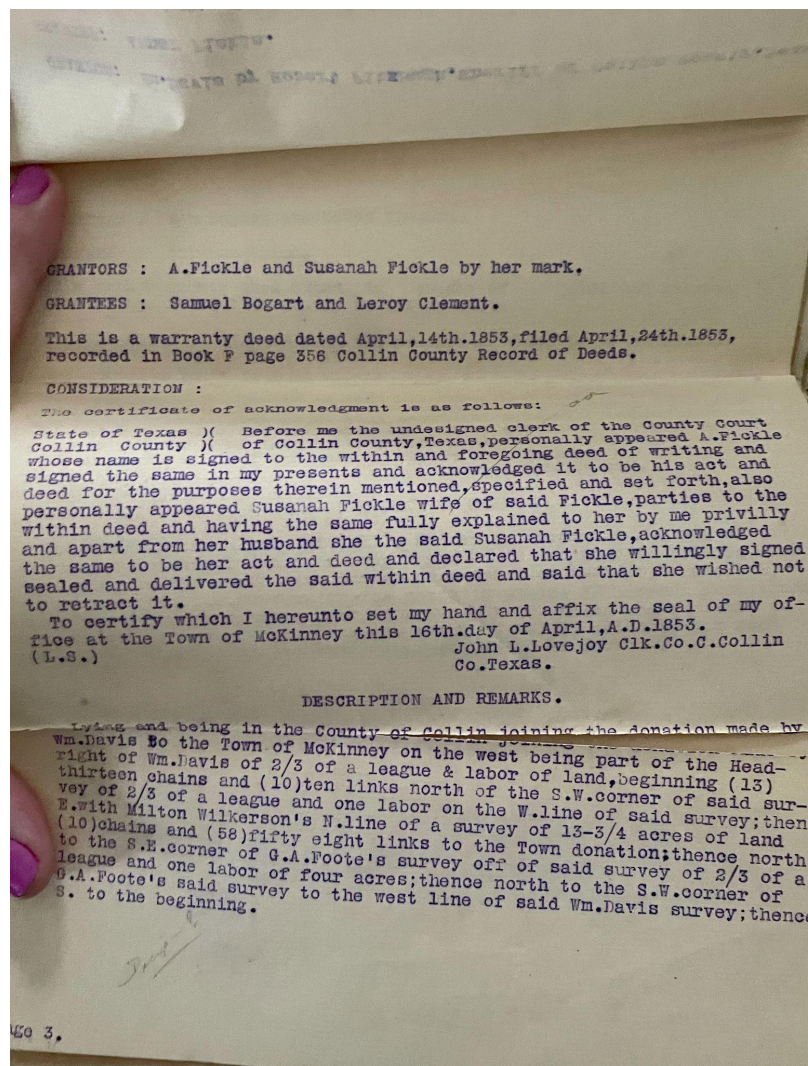 GRANTORS : A.Fickle and Susanah Fickle by her mark.
GRANTEES : Samuel Bogart and Leroy Clement.
This is a warranty deed dated April,14th.1853,filed April,24th.1853,
recorded in Book F page 356 Collin County Record of Deeds.
CONSIDERATION :
The certificate of acknowledgment is as follows:
State of Texas )( Before me the undesigned clerk of the County Court
Collin County )( of Collin County,Texas,personally appeared A.Fickle
whose name is signed to the within and foregoing deed of writing and
signed the same in my presents and acknowledged it to be his act and
deed for the purposes therein mentioned,specified and set forth,also
personally appeared Susanah Fickle wife of said Fickle,parties to the
within deed and having the same fully explained to her by me privilly
and apart from her husband she the said Susanah Fickle,acknowledged
the same to be her act and deed and declared that she willingly signed
sealed and delivered the said within deed and said that she wished not
to retract it.
To certify which I hereunto set my hand and affix the seal of my of-
fice at the Town of McKinney this 16th.day of April,A.D.1853.
(L.S.) John L.Lovejoy Clk.Co.C.Collin
Co.Texas.
DESCRIPTION AND REMARKS.
Lying and being in the County of Collin joining the donation made by
Wm.Davis to the Town of McKinney on the west being part of the Head-
right of Wm.Davis of 2/3 of a league & labor of land,beginning (13)
thirteen chains and (10)ten links north of the S.W.corner of said sur-
vey of 2/3 of a league and one labor on the W.line of said survey;then
E.with Milton Wilkerson's N.line of a survey of 13-3/4 acres of land
(10)chains and (58)fifty eight links to the Town donation;thence north
to the S.E.corner of G.A.Foote's survey off of said survey of 2/3 of a
league and one labor of four acres;thence north to the S.W.corner of
G.A.Foote's said survey to the west line of said Wm.Davis survey;thence
S. to the beginning.
age 3.